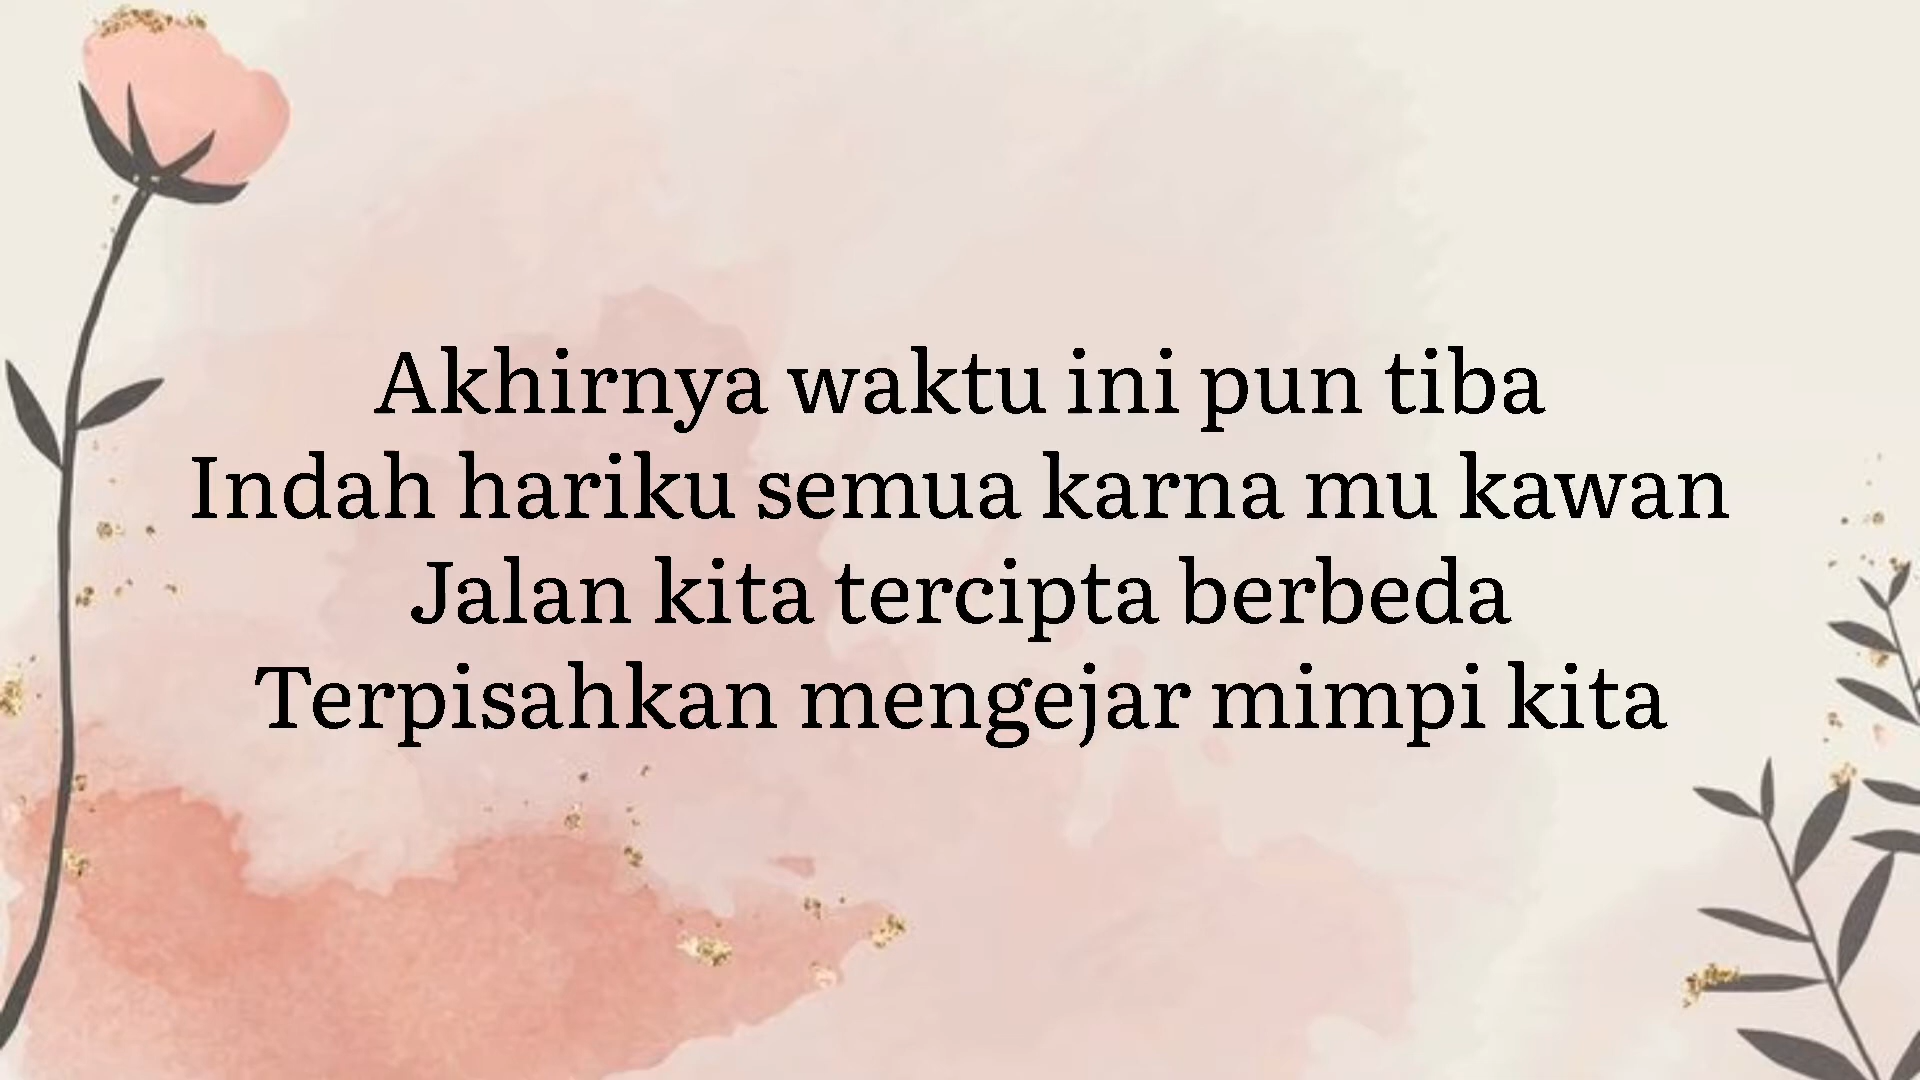 Akhirnya waktu ini pun tiba
Indah hariku semua karna mu kawan
Jalan kita tercipta berbeda
Terpisahkan mengejar mimpi kita